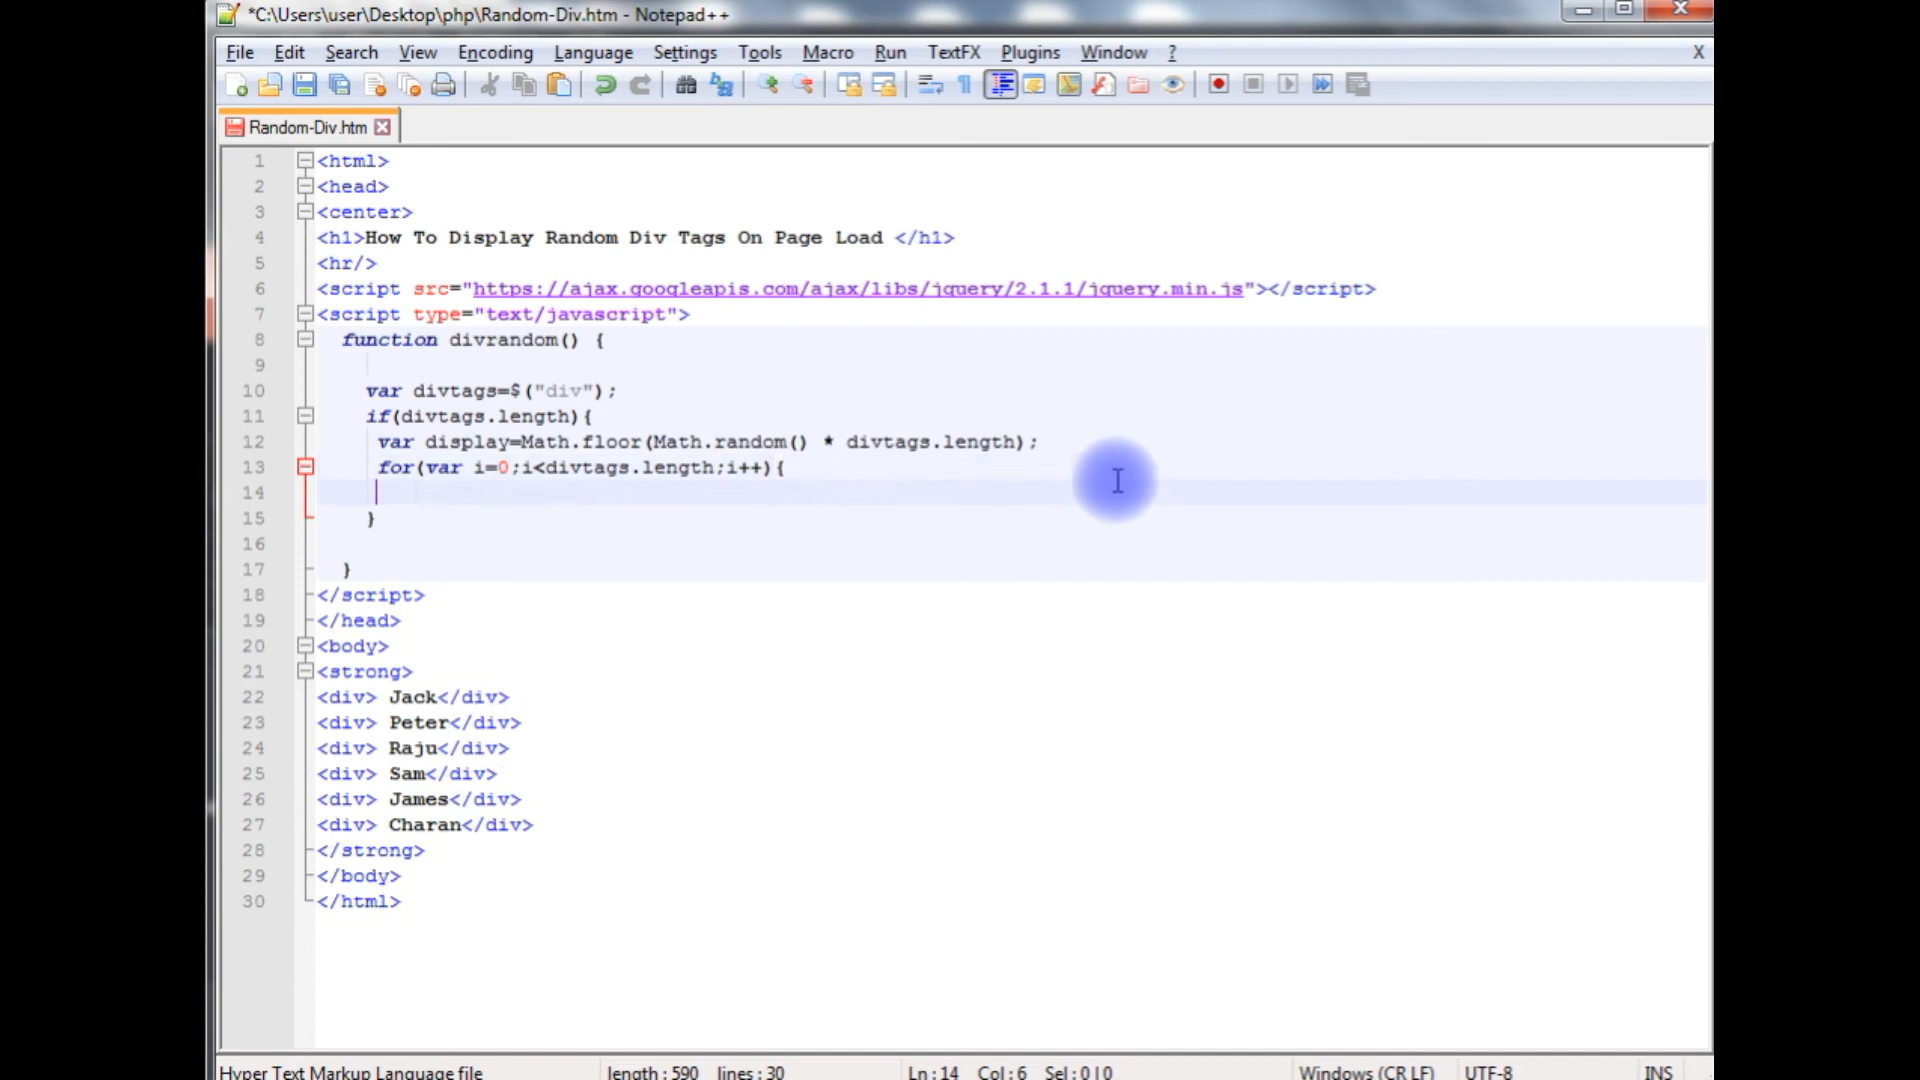 *C:\Users\user\Desktop\php\Random-Div.htm - Notepad++
File Edit Search View Encoding Language Settings Tools Macro Run TextFX Plugins Window ? X
Random-Div.htm
1 <html>
2 <head>
3 <center>
4 <h1>How To Display Random Div Tags On Page Load </h1>
5 <hr/>
6 <script src="https://ajax.googleapis.com/ajax/libs/jquery/2.1.1/jquery.min.js"></script>
7 <script type="text/javascript">
8 function divrandom() {
9
10 var divtags=$("div");
11 if(divtags.length){
12 var display=Math.floor(Math.random() * divtags.length);
13 for(var i=0;i<divtags.length;i++){
14
15 }
16
17 }
18 </script>
19 </head>
20 <body>
21 <strong>
22 <div> Jack</div>
23 <div> Peter</div>
24 <div> Raju</div>
25 <div> Sam</div>
26 <div> James</div>
27 <div> Charan</div>
28 </strong>
29 </body>
30 </html>
Hyper Text Markup Language file length : 590 lines : 30 Ln : 14 Col : 6 Sel : 0 | 0 Windows (CR LF) UTF-8 INS